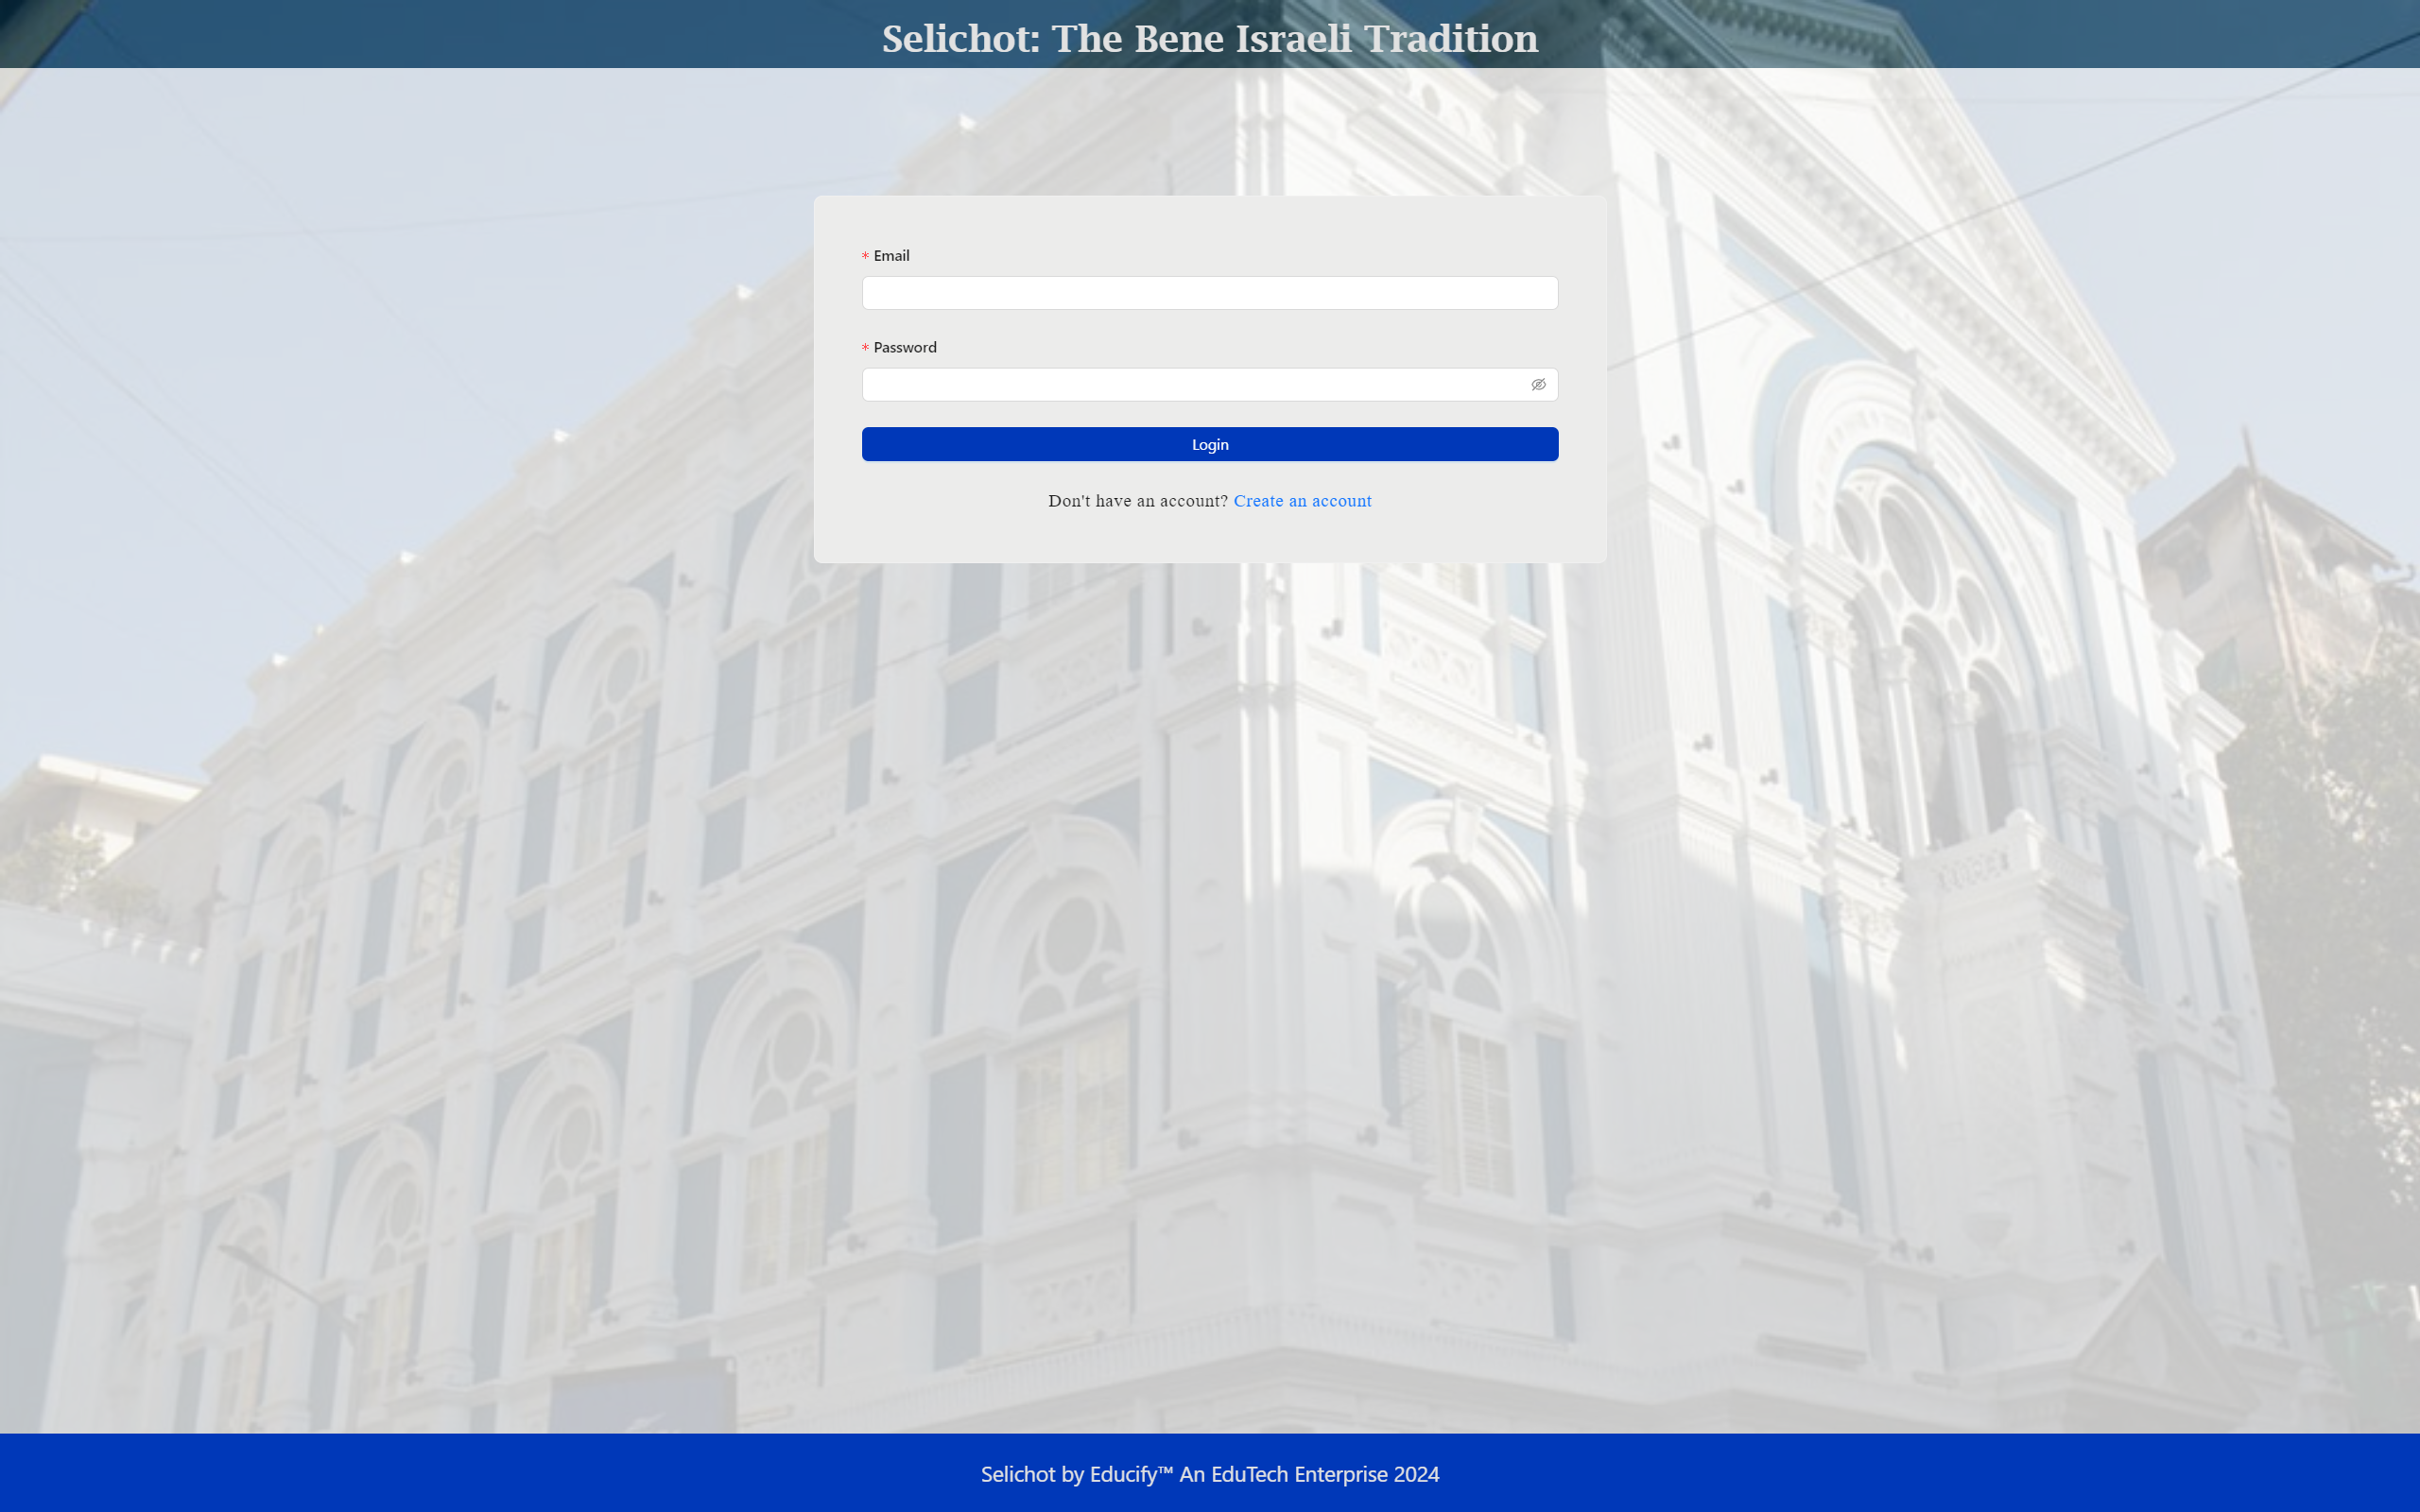 Selichot: The Bene Israeli Tradition
* Email
* Password
Login
Don't have an account? Create an account
Selichot by Educify™ An EduTech Enterprise 2024